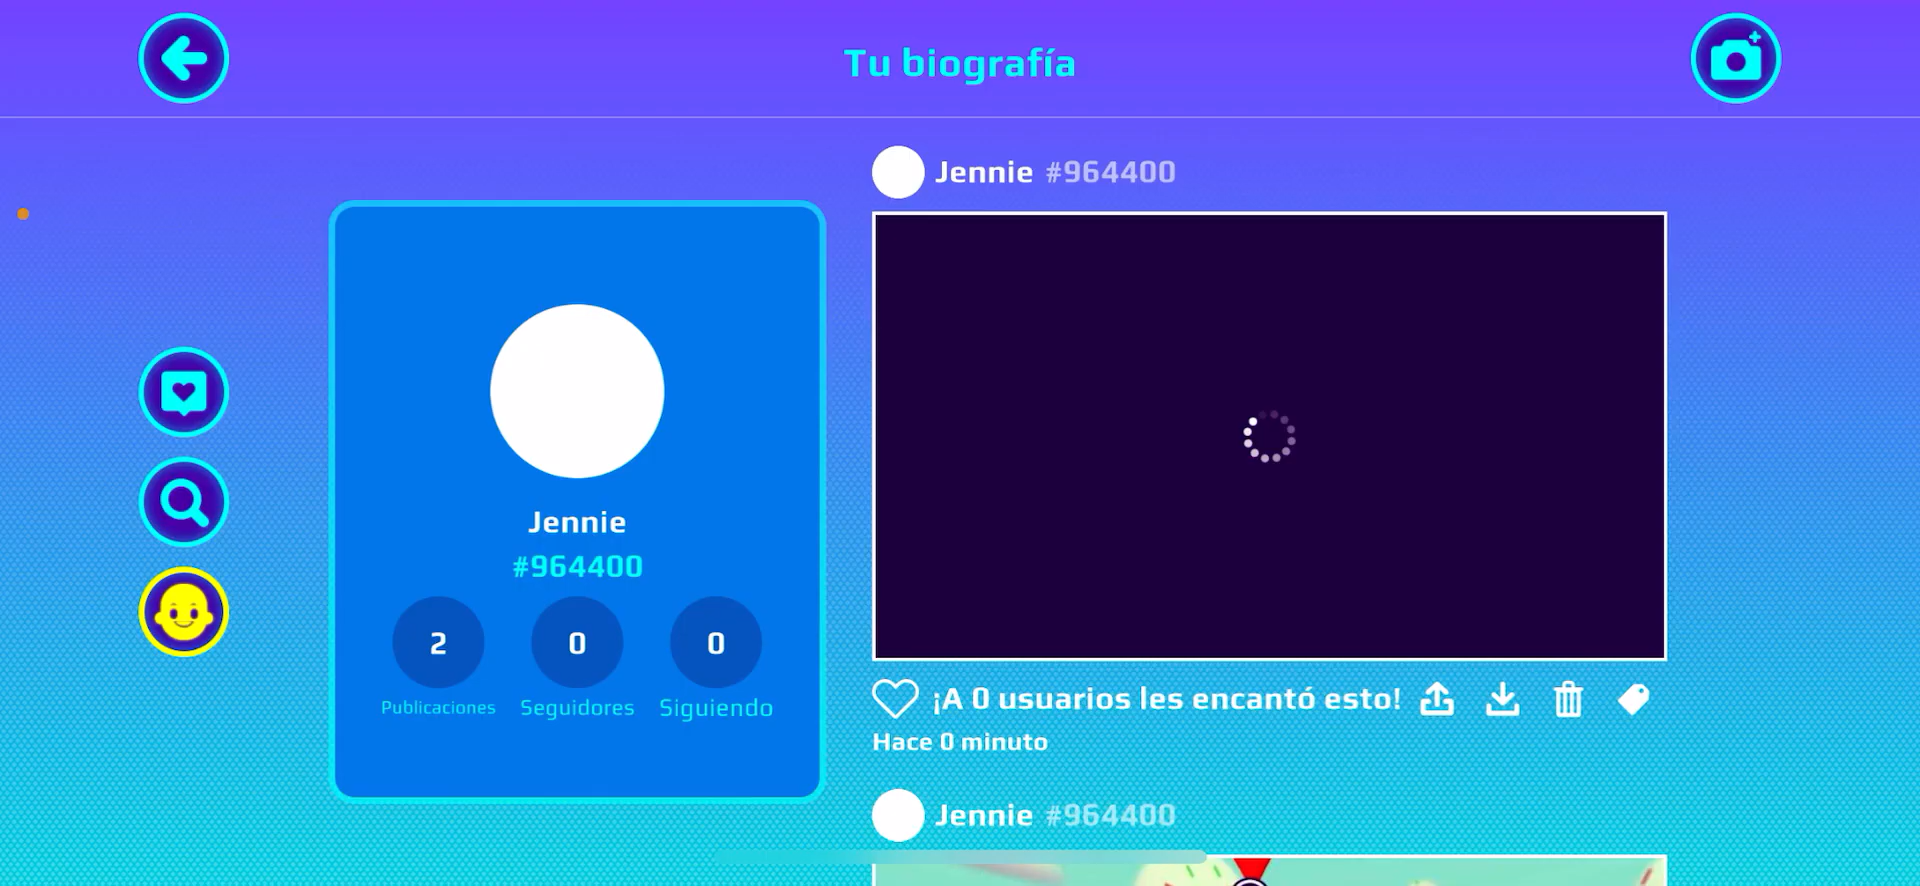 Tu biografía
Jennie #964400
Jennie
#964400
2
0
0
Publicaciones
Seguidores
Siguiendo
¡A 0 usuarios les encantó esto!
Hace 0 minuto
Jennie #964400